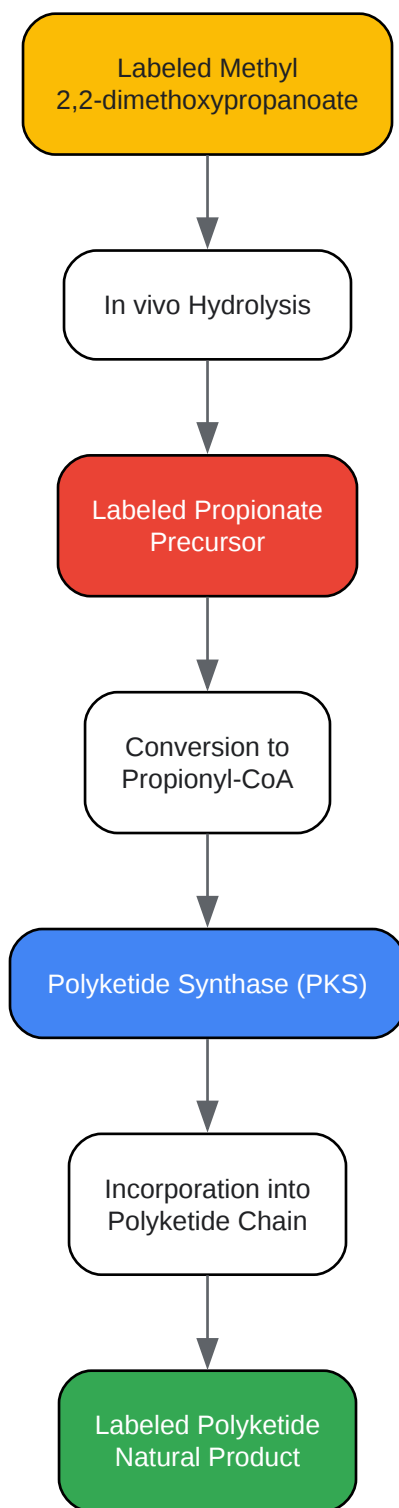 Labeled Methyl
2,2-dimethoxypropanoate
In vivo Hydrolysis
Labeled Propionate
Precursor
Conversion to
Propionyl-CoA
Polyketide Synthase (PKS)
Incorporation into
Polyketide Chain
Labeled Polyketide
Natural Product